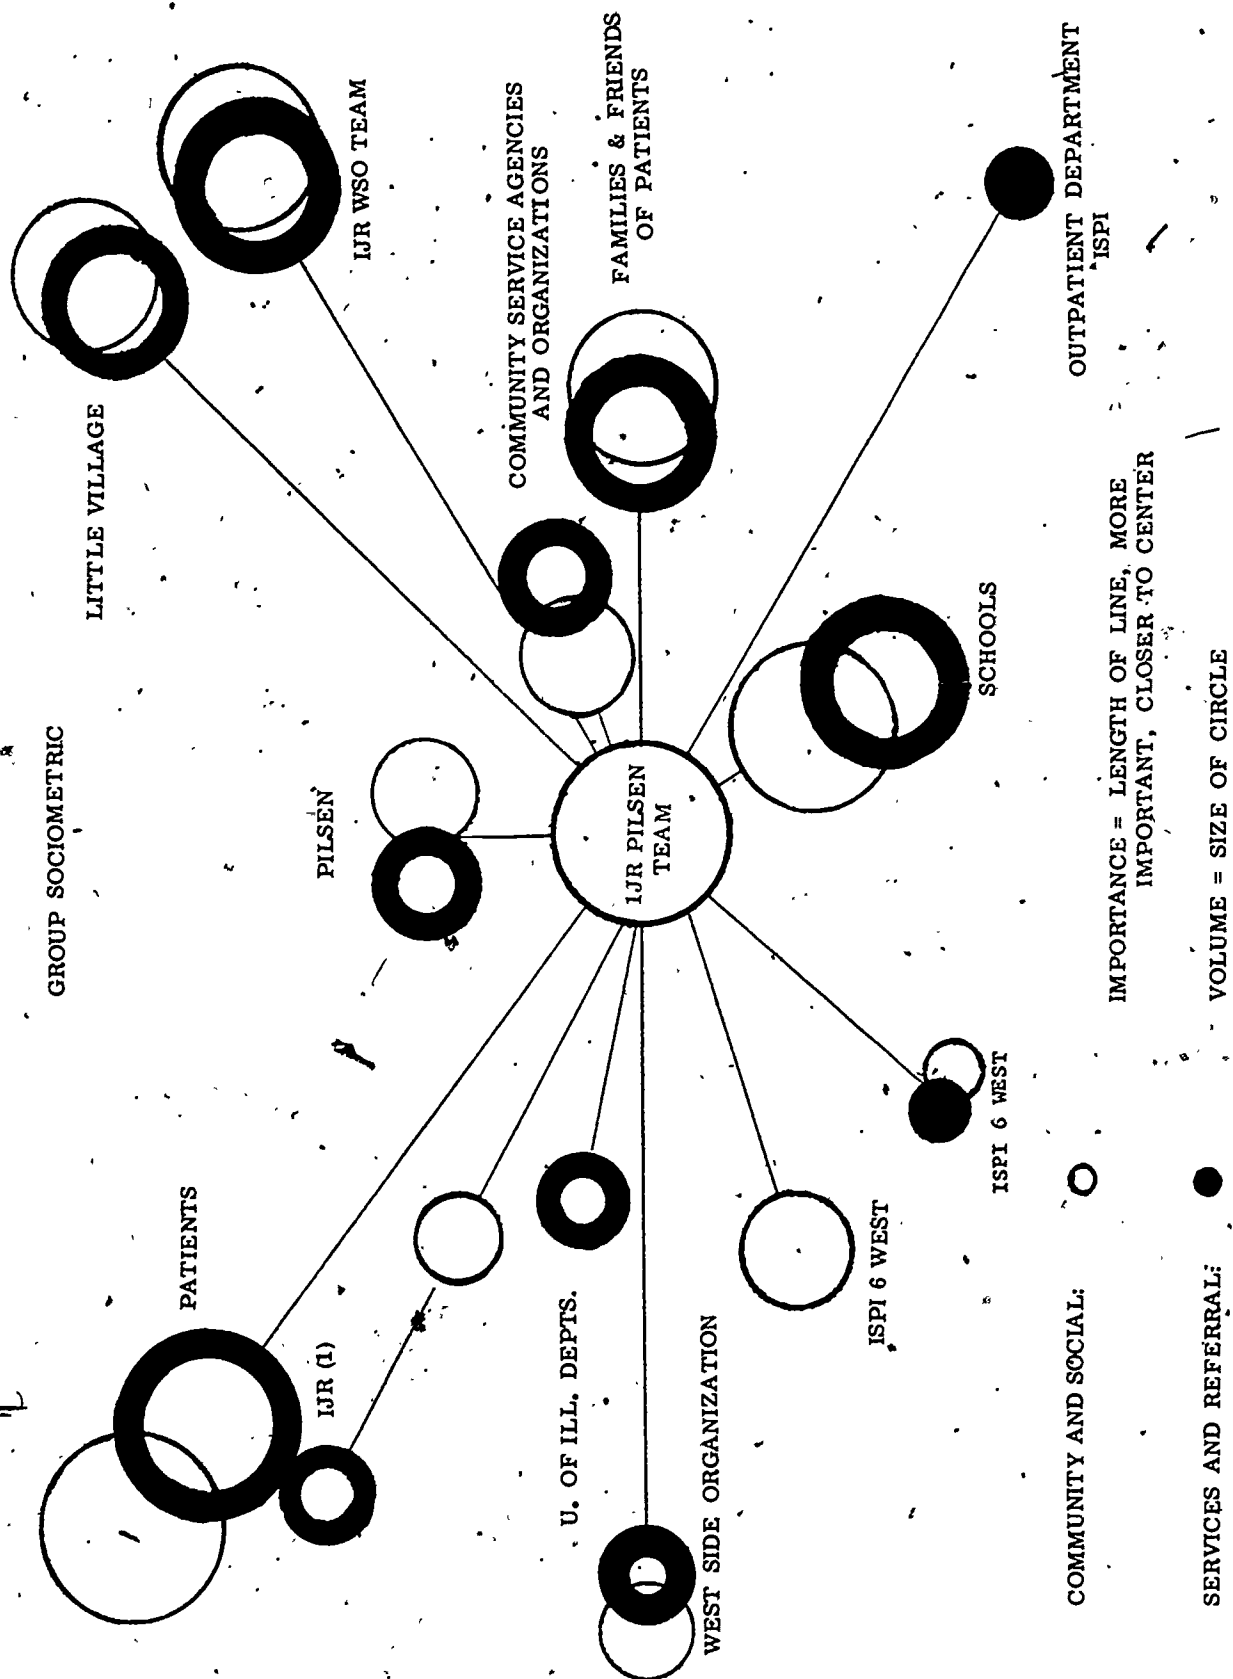 GROUP SOCIOMETRIC
LITTLE VILLAGE
PATIENTS
PILSEN
IJR WSO TEAM
IJR (1)
COMMUNITY SERVICE AGENCIES
AND ORGANIZATIONS
U. OF ILL. DEPTS.
IJR PILSEN
TEAM
FAMILIES & FRIENDS
OF PATIENTS
WEST SIDE ORGANIZATION
ISPI 6 WEST
SCHOOLS
ISPI 6 WEST
OUTPATIENT DEPARTMENT
ISPI
COMMUNITY AND SOCIAL:
IMPORTANCE = LENGTH OF LINE, MORE
IMPORTANT, CLOSER TO CENTER
SERVICES AND REFERRAL:
VOLUME = SIZE OF CIRCLE